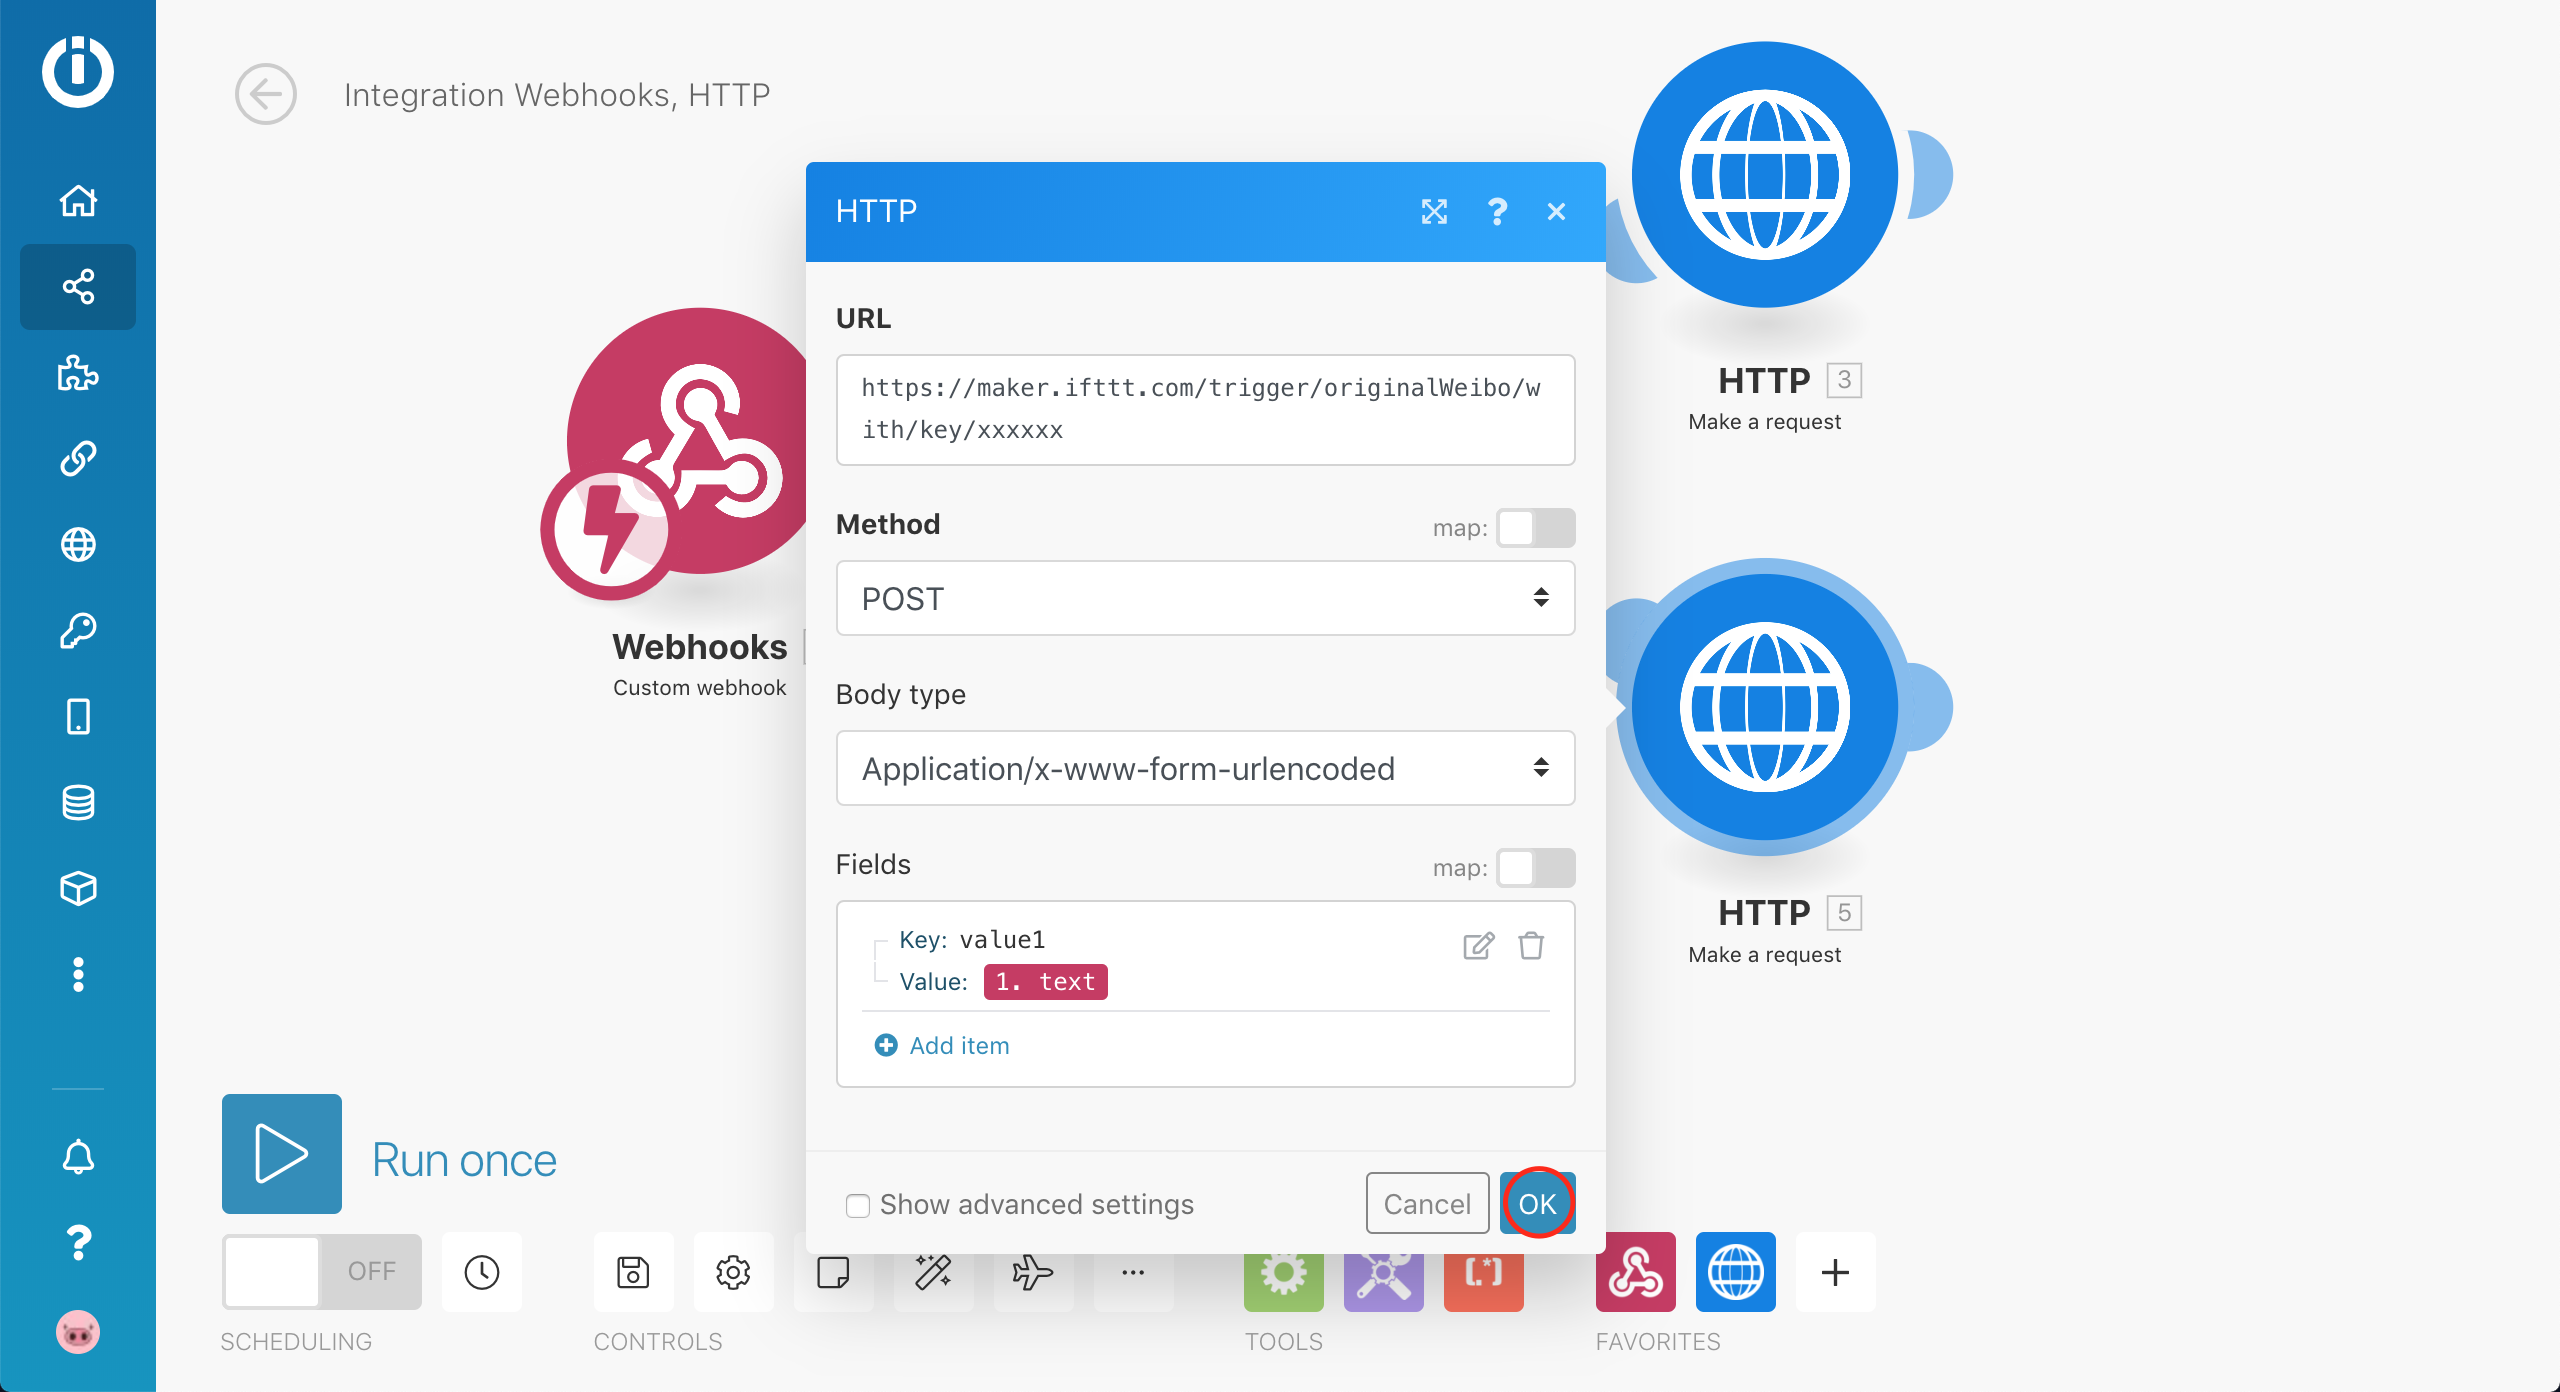 Integration Webhooks, HTTP
HTTP
URL
https://maker.ifttt.com/trigger/originalWeibo/w
ith/key/xxxxxx
Method
map:
POST
Body type
Application/x-www-form-urlencoded
Fields
map:
Key: value1
Value: 1. text
Add item
Show advanced settings
Cancel
OK
Webhooks
Custom webhook
HTTP 3
Make a request
HTTP 5
Make a request
Run once
OFF
SCHEDULING
CONTROLS
TOOLS
FAVORITES